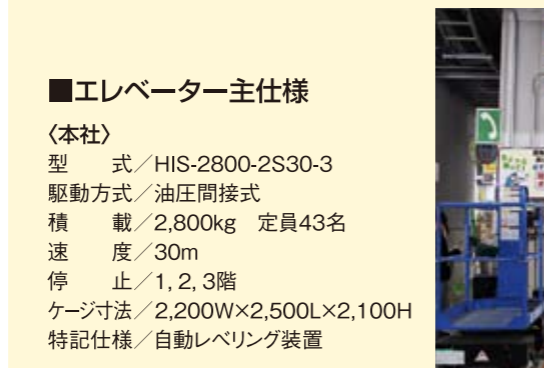 ■エレベーター主仕様
〈本社〉
型　　式／HIS-2800-2S30-3
駆動方式／油圧間接式
積　　載／2,800kg　定員43名
速　　度／30m
停　　止／1, 2, 3階
ケージ寸法／2,200W×2,500L×2,100H
特記仕様／自動レベリング装置